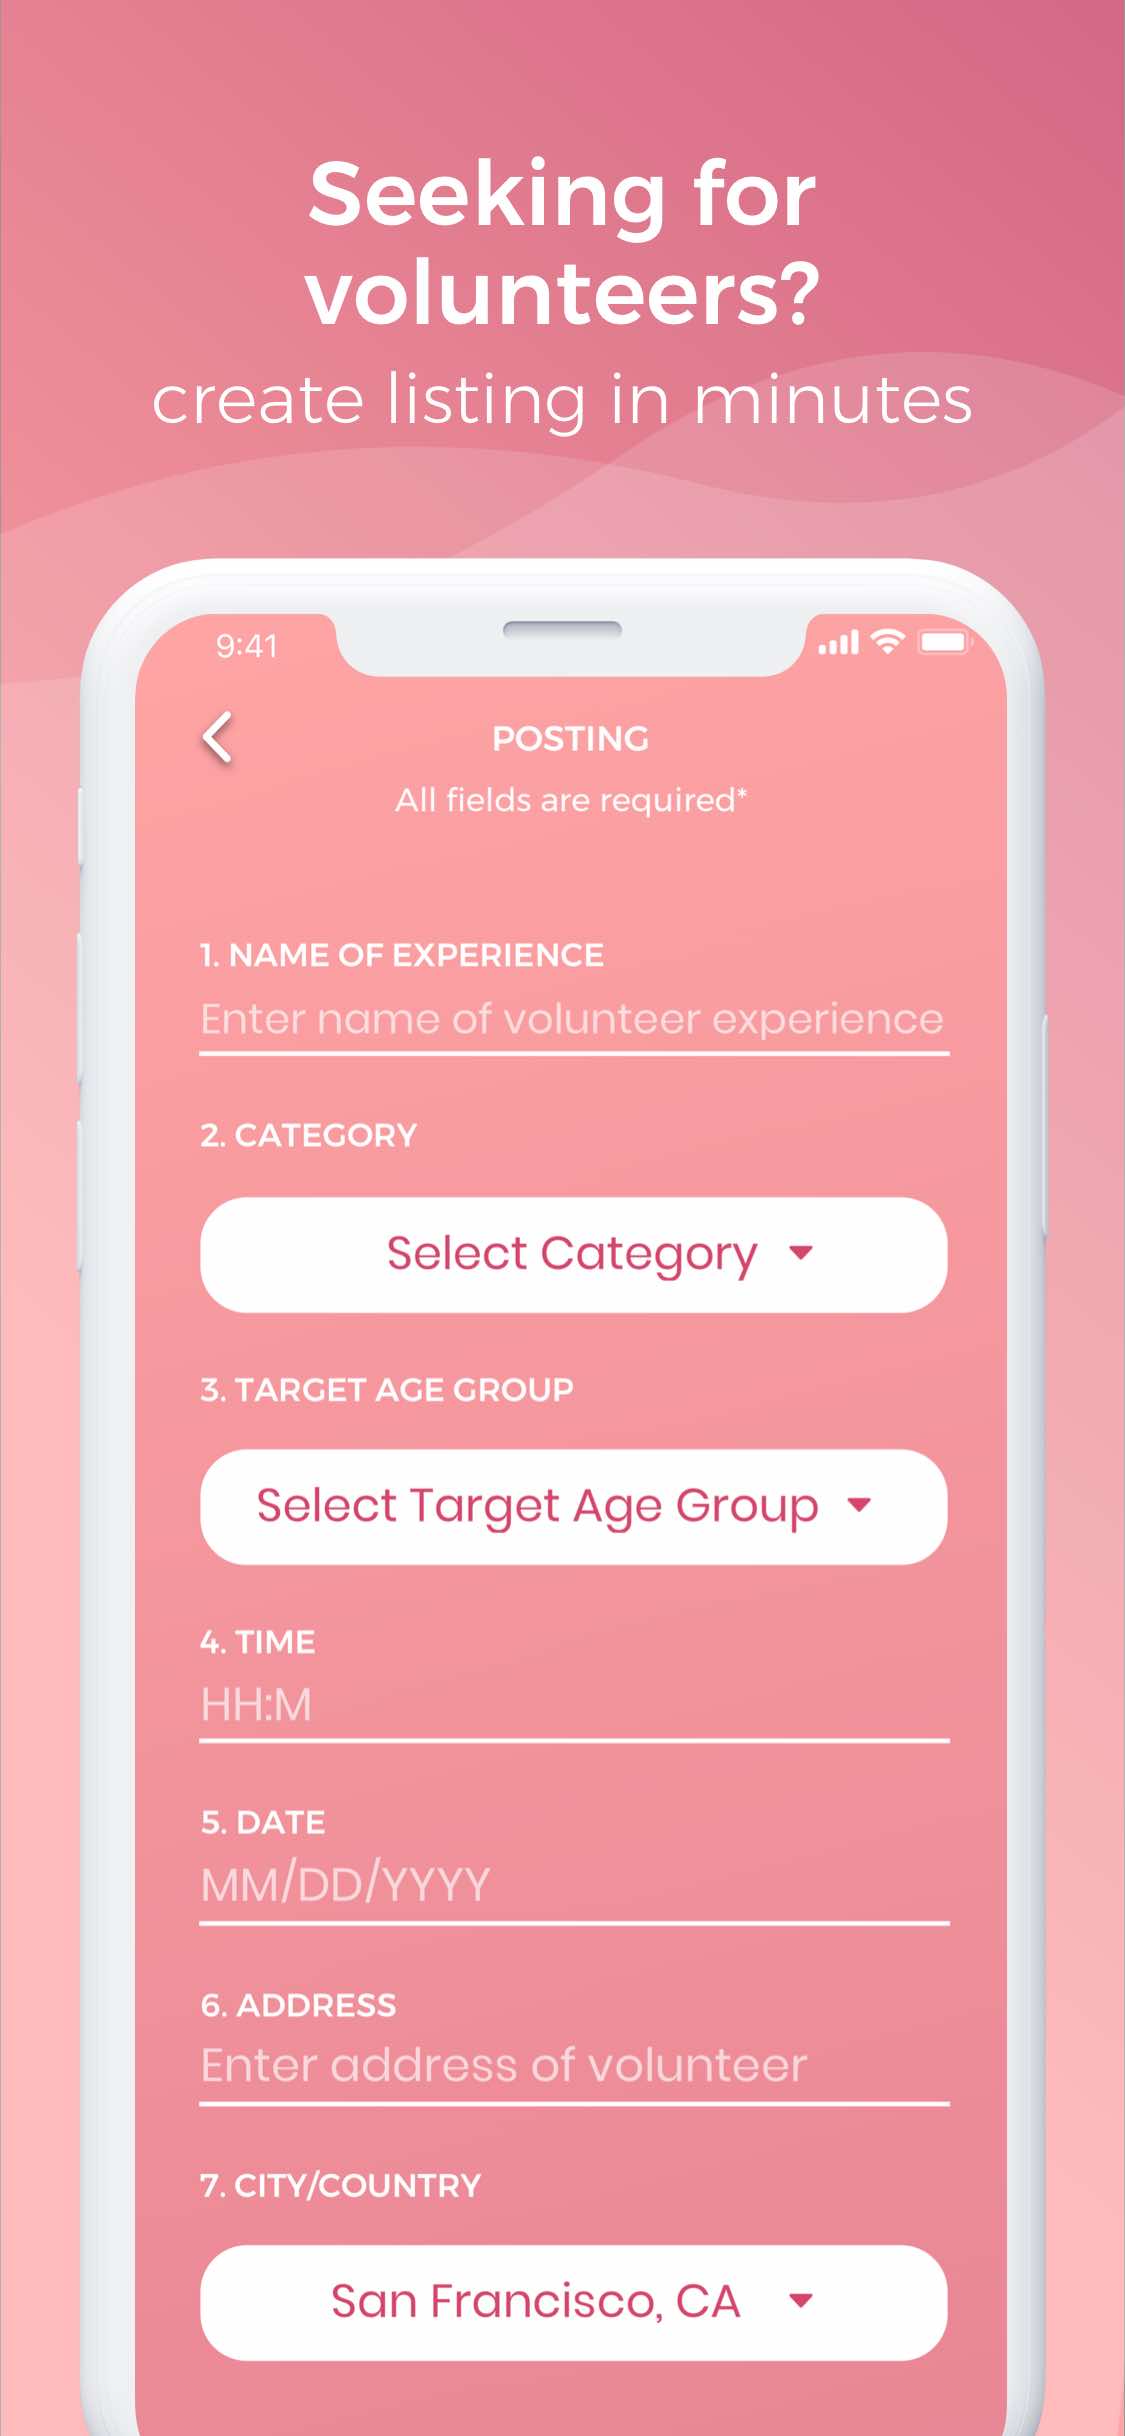 Seeking for
volunteers?
create listing in minutes
9:41
POSTING
All fields are required*
1. NAME OF EXPERIENCE
Enter name of volunteer experience
2. CATEGORY
Select Category
3. TARGET AGE GROUP
Select Target Age Group
4. TIME
HH:M
5. DATE
MM/DD/YYYY
6. ADDRESS
Enter address of volunteer
7. CITY/COUNTRY
San Francisco, CA